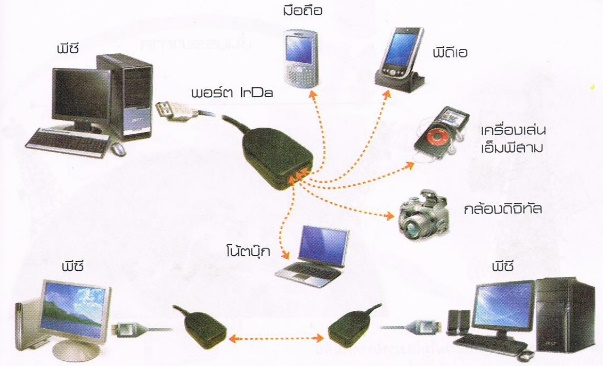 มือถือ
พีซี
พีดีเอ
พอร์ต IrDa
เครื่องเล่น
เอ็มพีสาม
กล้องดิจิทัล
โน้ตบุ๊ก
พีซี
พีซี